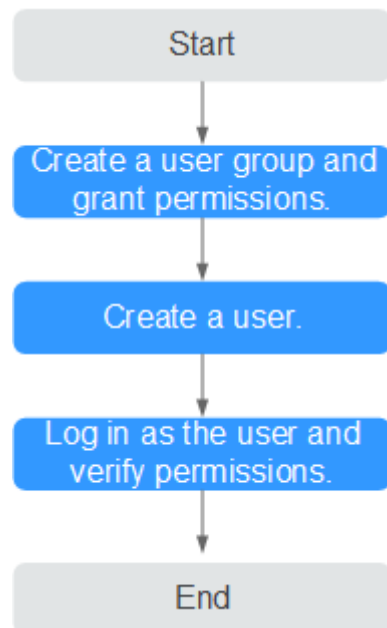 Start
Create a user group and
grant permissions.
Create a user.
Log in as the user and
verify permissions.
End